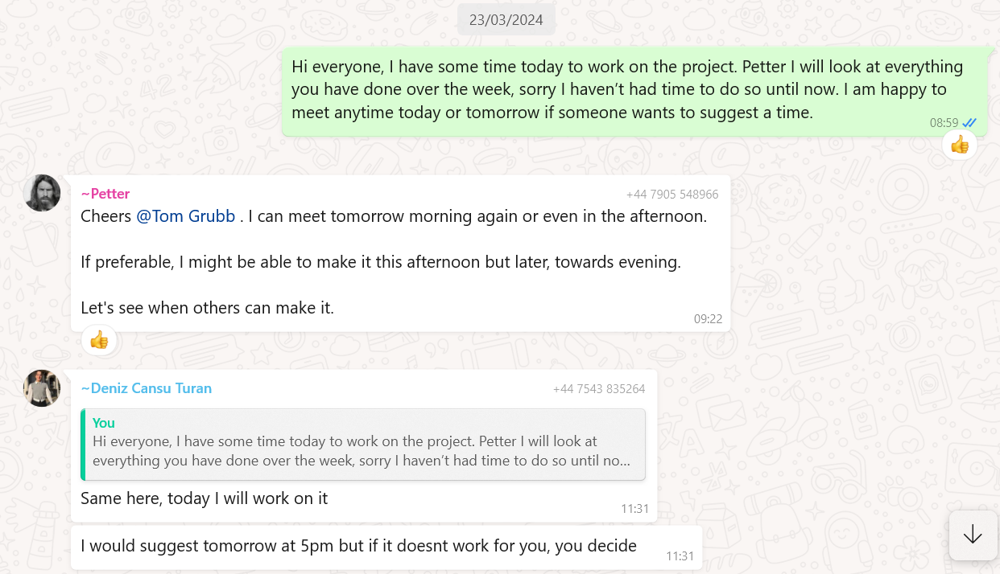 23/03/2024
Hi everyone, I have some time today to work on the project. Petter I will look at everything
you have done over the week, sorry I haven’t had time to do so until now. I am happy to
meet anytime today or tomorrow if someone wants to suggest a time.
08:59
~Petter +44 7905 548966
Cheers @Tom Grubb . I can meet tomorrow morning again or even in the afternoon.
If preferable, I might be able to make it this afternoon but later, towards evening.
Let's see when others can make it.
09:22
~Deniz Cansu Turan +44 7543 835264
You
Hi everyone, I have some time today to work on the project. Petter I will look at
everything you have done over the week, sorry I haven’t had time to do so until no...
Same here, today I will work on it
11:31
I would suggest tomorrow at 5pm but if it doesnt work for you, you decide
11:31